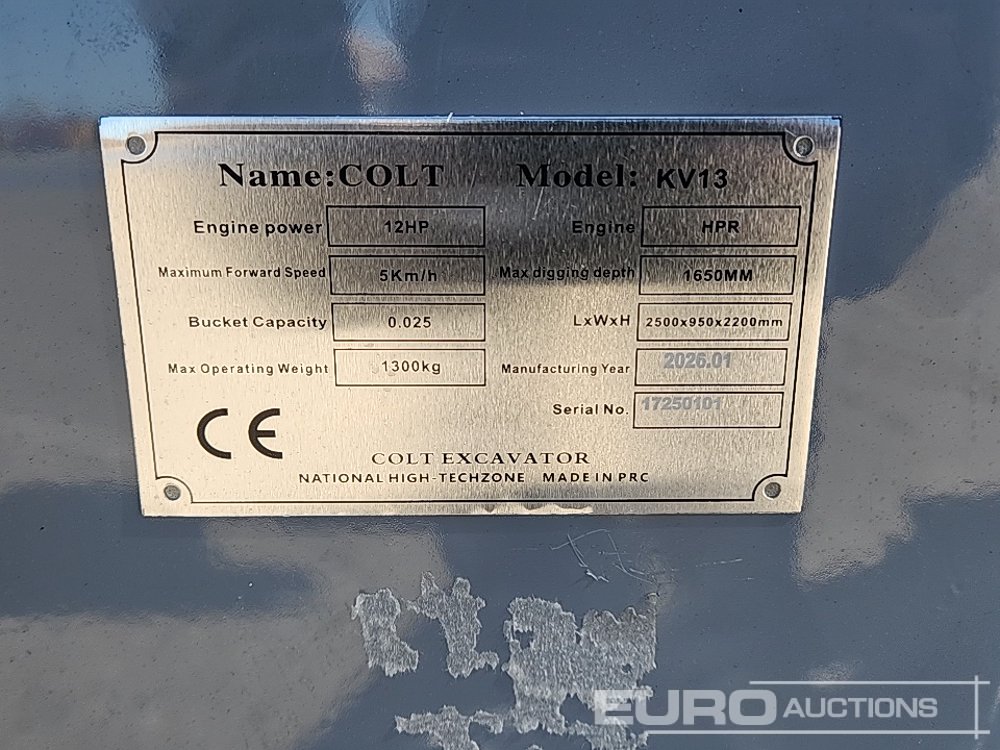 Name:COLT Model: KV13
Engine power 12HP Engine HPR
Maximum Forward Speed 5Km/h Max digging depth 1650MM
Bucket Capacity 0.025 LxWxH 2500x950x2200mm
Max Operating Weight 1300kg Manufacturing Year 2026.01
Serial No. 17250101
CE
COLT EXCAVATOR
NATIONAL HIGH-TECHZONE MADE IN PRC
EURO AUCTIONS